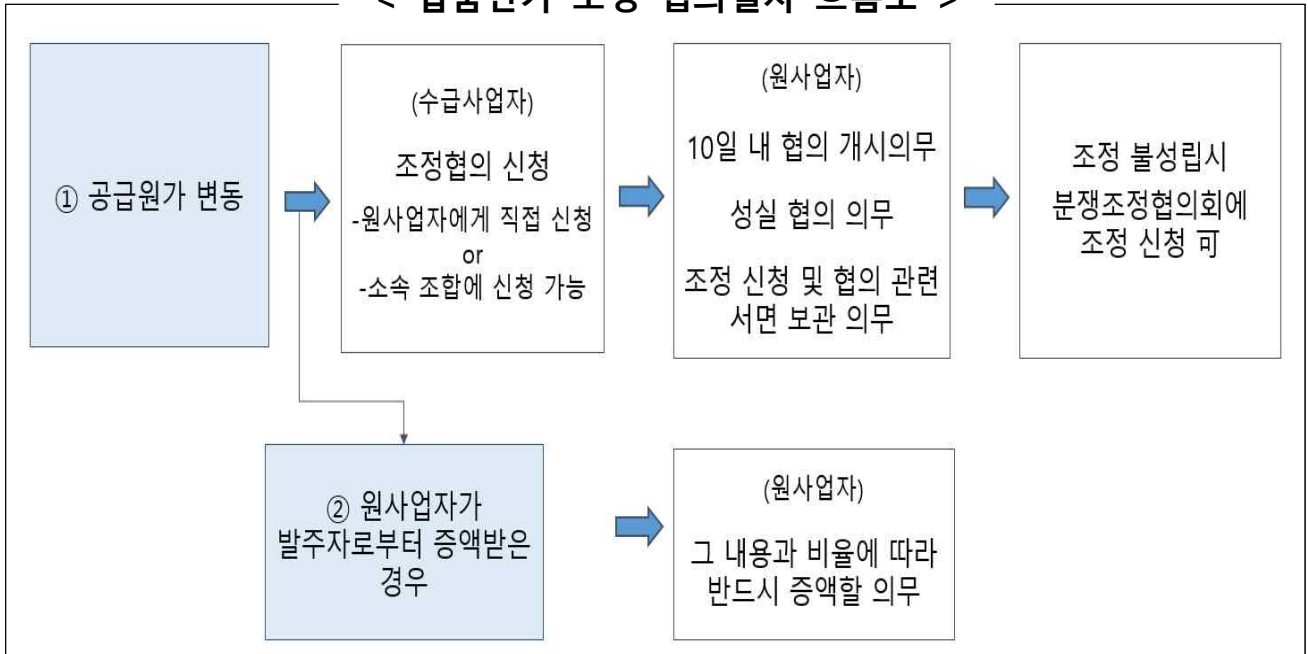 ① 공급원가 변동
(수급사업자)
조정협의 신청
-원사업자에게 직접 신청
or
-소속 조합에 신청 가능
(원사업자)
10일 내 협의 개시의무
성실 협의 의무
조정 신청 및 협의 관련
서면 보관 의무
조정 불성립시
분쟁조정협의회에
조정 신청 可
② 원사업자가
발주자로부터 증액받은
경우
(원사업자)
그 내용과 비율에 따라
반드시 증액할 의무